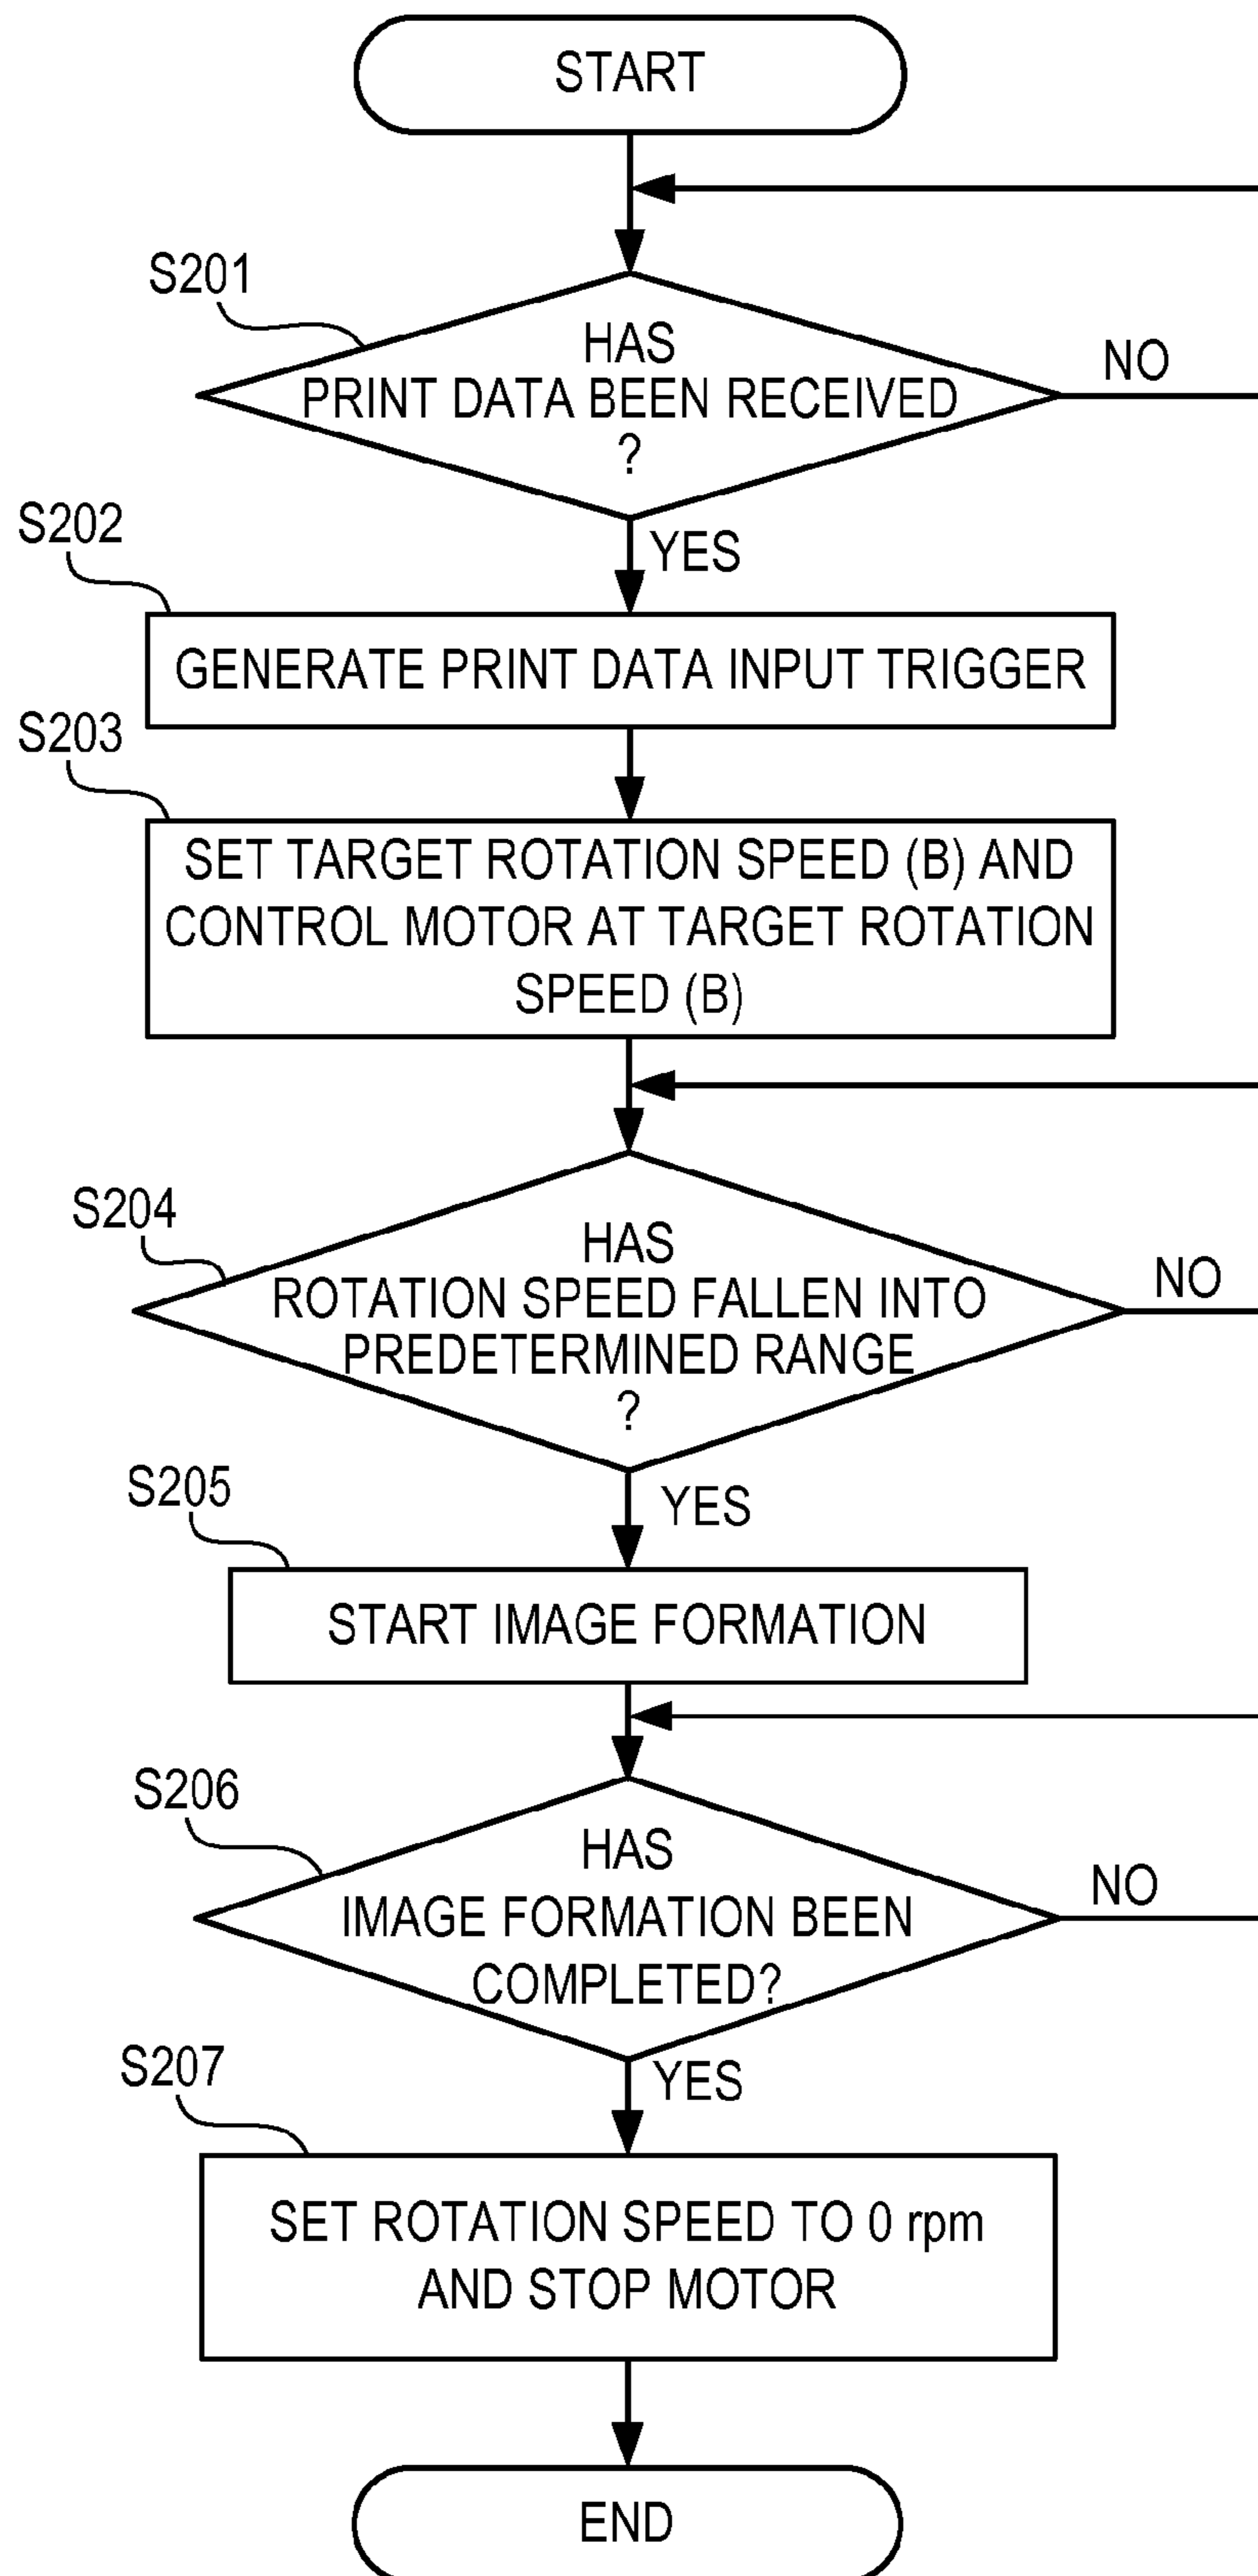 START
S201
HAS
PRINT DATA BEEN RECEIVED
?
NO
YES
S202
GENERATE PRINT DATA INPUT TRIGGER
S203
SET TARGET ROTATION SPEED (B) AND
CONTROL MOTOR AT TARGET ROTATION
SPEED (B)
S204
HAS
ROTATION SPEED FALLEN INTO
PREDETERMINED RANGE
?
NO
YES
S205
START IMAGE FORMATION
S206
HAS
IMAGE FORMATION BEEN
COMPLETED?
NO
YES
S207
SET ROTATION SPEED TO 0 rpm
AND STOP MOTOR
END